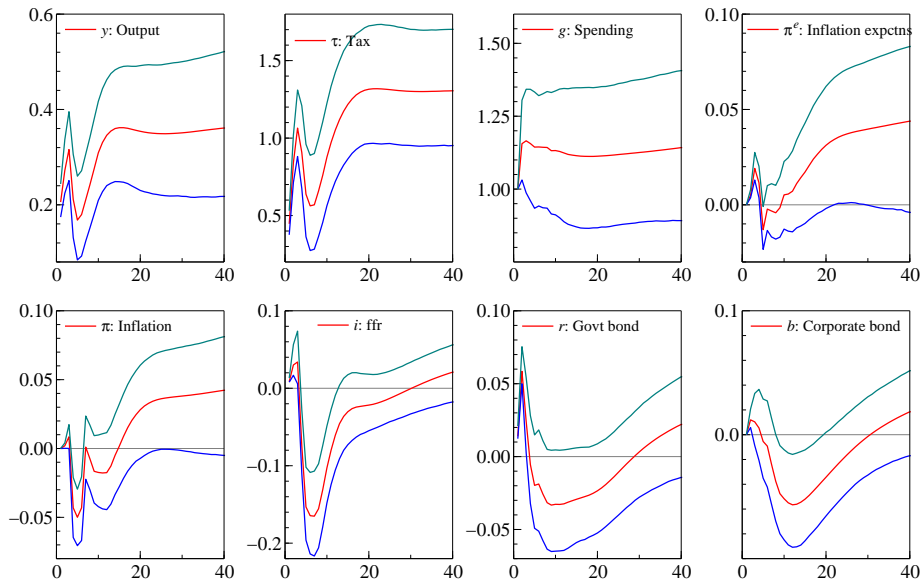 y: Output
0.6
0.4
0.2
0 20 40
τ: Tax
1.5
1.0
0.5
0 20 40
g: Spending
1.50
1.25
1.00
0 20 40
πe: Inflation expctns
0.10
0.05
0.00
0 20 40
π: Inflation
0.10
0.05
0.00
−0.05
0 20 40
i: ffr
0.1
0.0
−0.1
−0.2
0 20 40
r: Govt bond
0.10
0.05
0.00
−0.05
0 20 40
b: Corporate bond
0.1
0.0
0 20 40